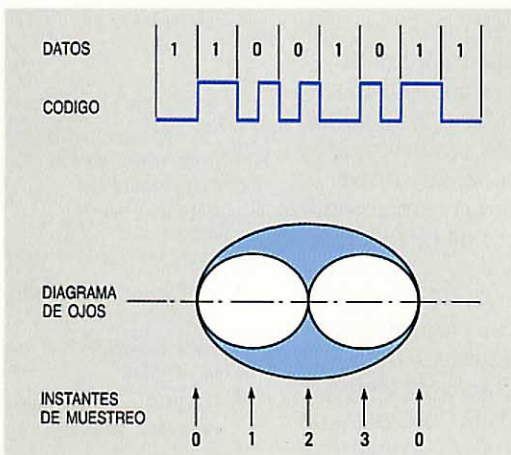 DATOS 1 1 0 0 1 0 1 1
CODIGO
DIAGRAMA
DE OJOS
INSTANTES
DE MUESTREO
0 1 2 3 0